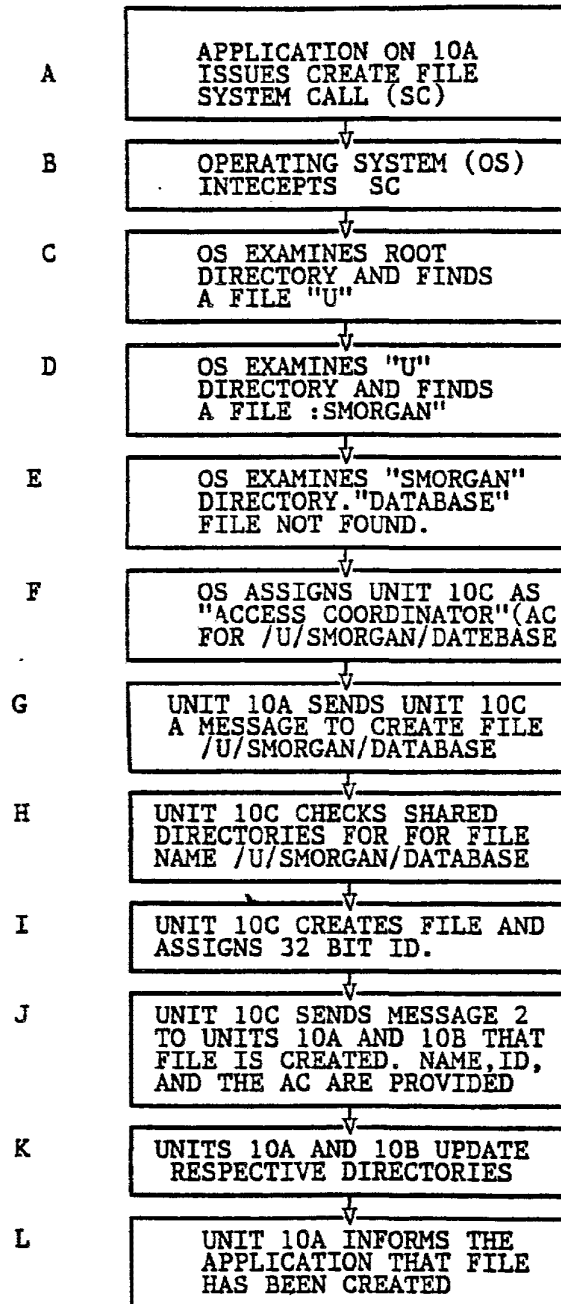 A
APPLICATION ON 10A
ISSUES CREATE FILE
SYSTEM CALL (SC)
B
OPERATING SYSTEM (OS)
INTECEPTS SC
C
OS EXAMINES ROOT
DIRECTORY AND FINDS
A FILE "U"
D
OS EXAMINES "U"
DIRECTORY AND FINDS
A FILE :SMORGAN"
E
OS EXAMINES "SMORGAN"
DIRECTORY."DATABASE"
FILE NOT FOUND.
F
OS ASSIGNS UNIT 10C AS
"ACCESS COORDINATOR"(AC
FOR /U/SMORGAN/DATEBASE
G
UNIT 10A SENDS UNIT 10C
A MESSAGE TO CREATE FILE
/U/SMORGAN/DATABASE
H
UNIT 10C CHECKS SHARED
DIRECTORIES FOR FOR FILE
NAME /U/SMORGAN/DATABASE
I
UNIT 10C CREATES FILE AND
ASSIGNS 32 BIT ID.
J
UNIT 10C SENDS MESSAGE 2
TO UNITS 10A AND 10B THAT
FILE IS CREATED. NAME,ID,
AND THE AC ARE PROVIDED
K
UNITS 10A AND 10B UPDATE
RESPECTIVE DIRECTORIES
L
UNIT 10A INFORMS THE
APPLICATION THAT FILE
HAS BEEN CREATED